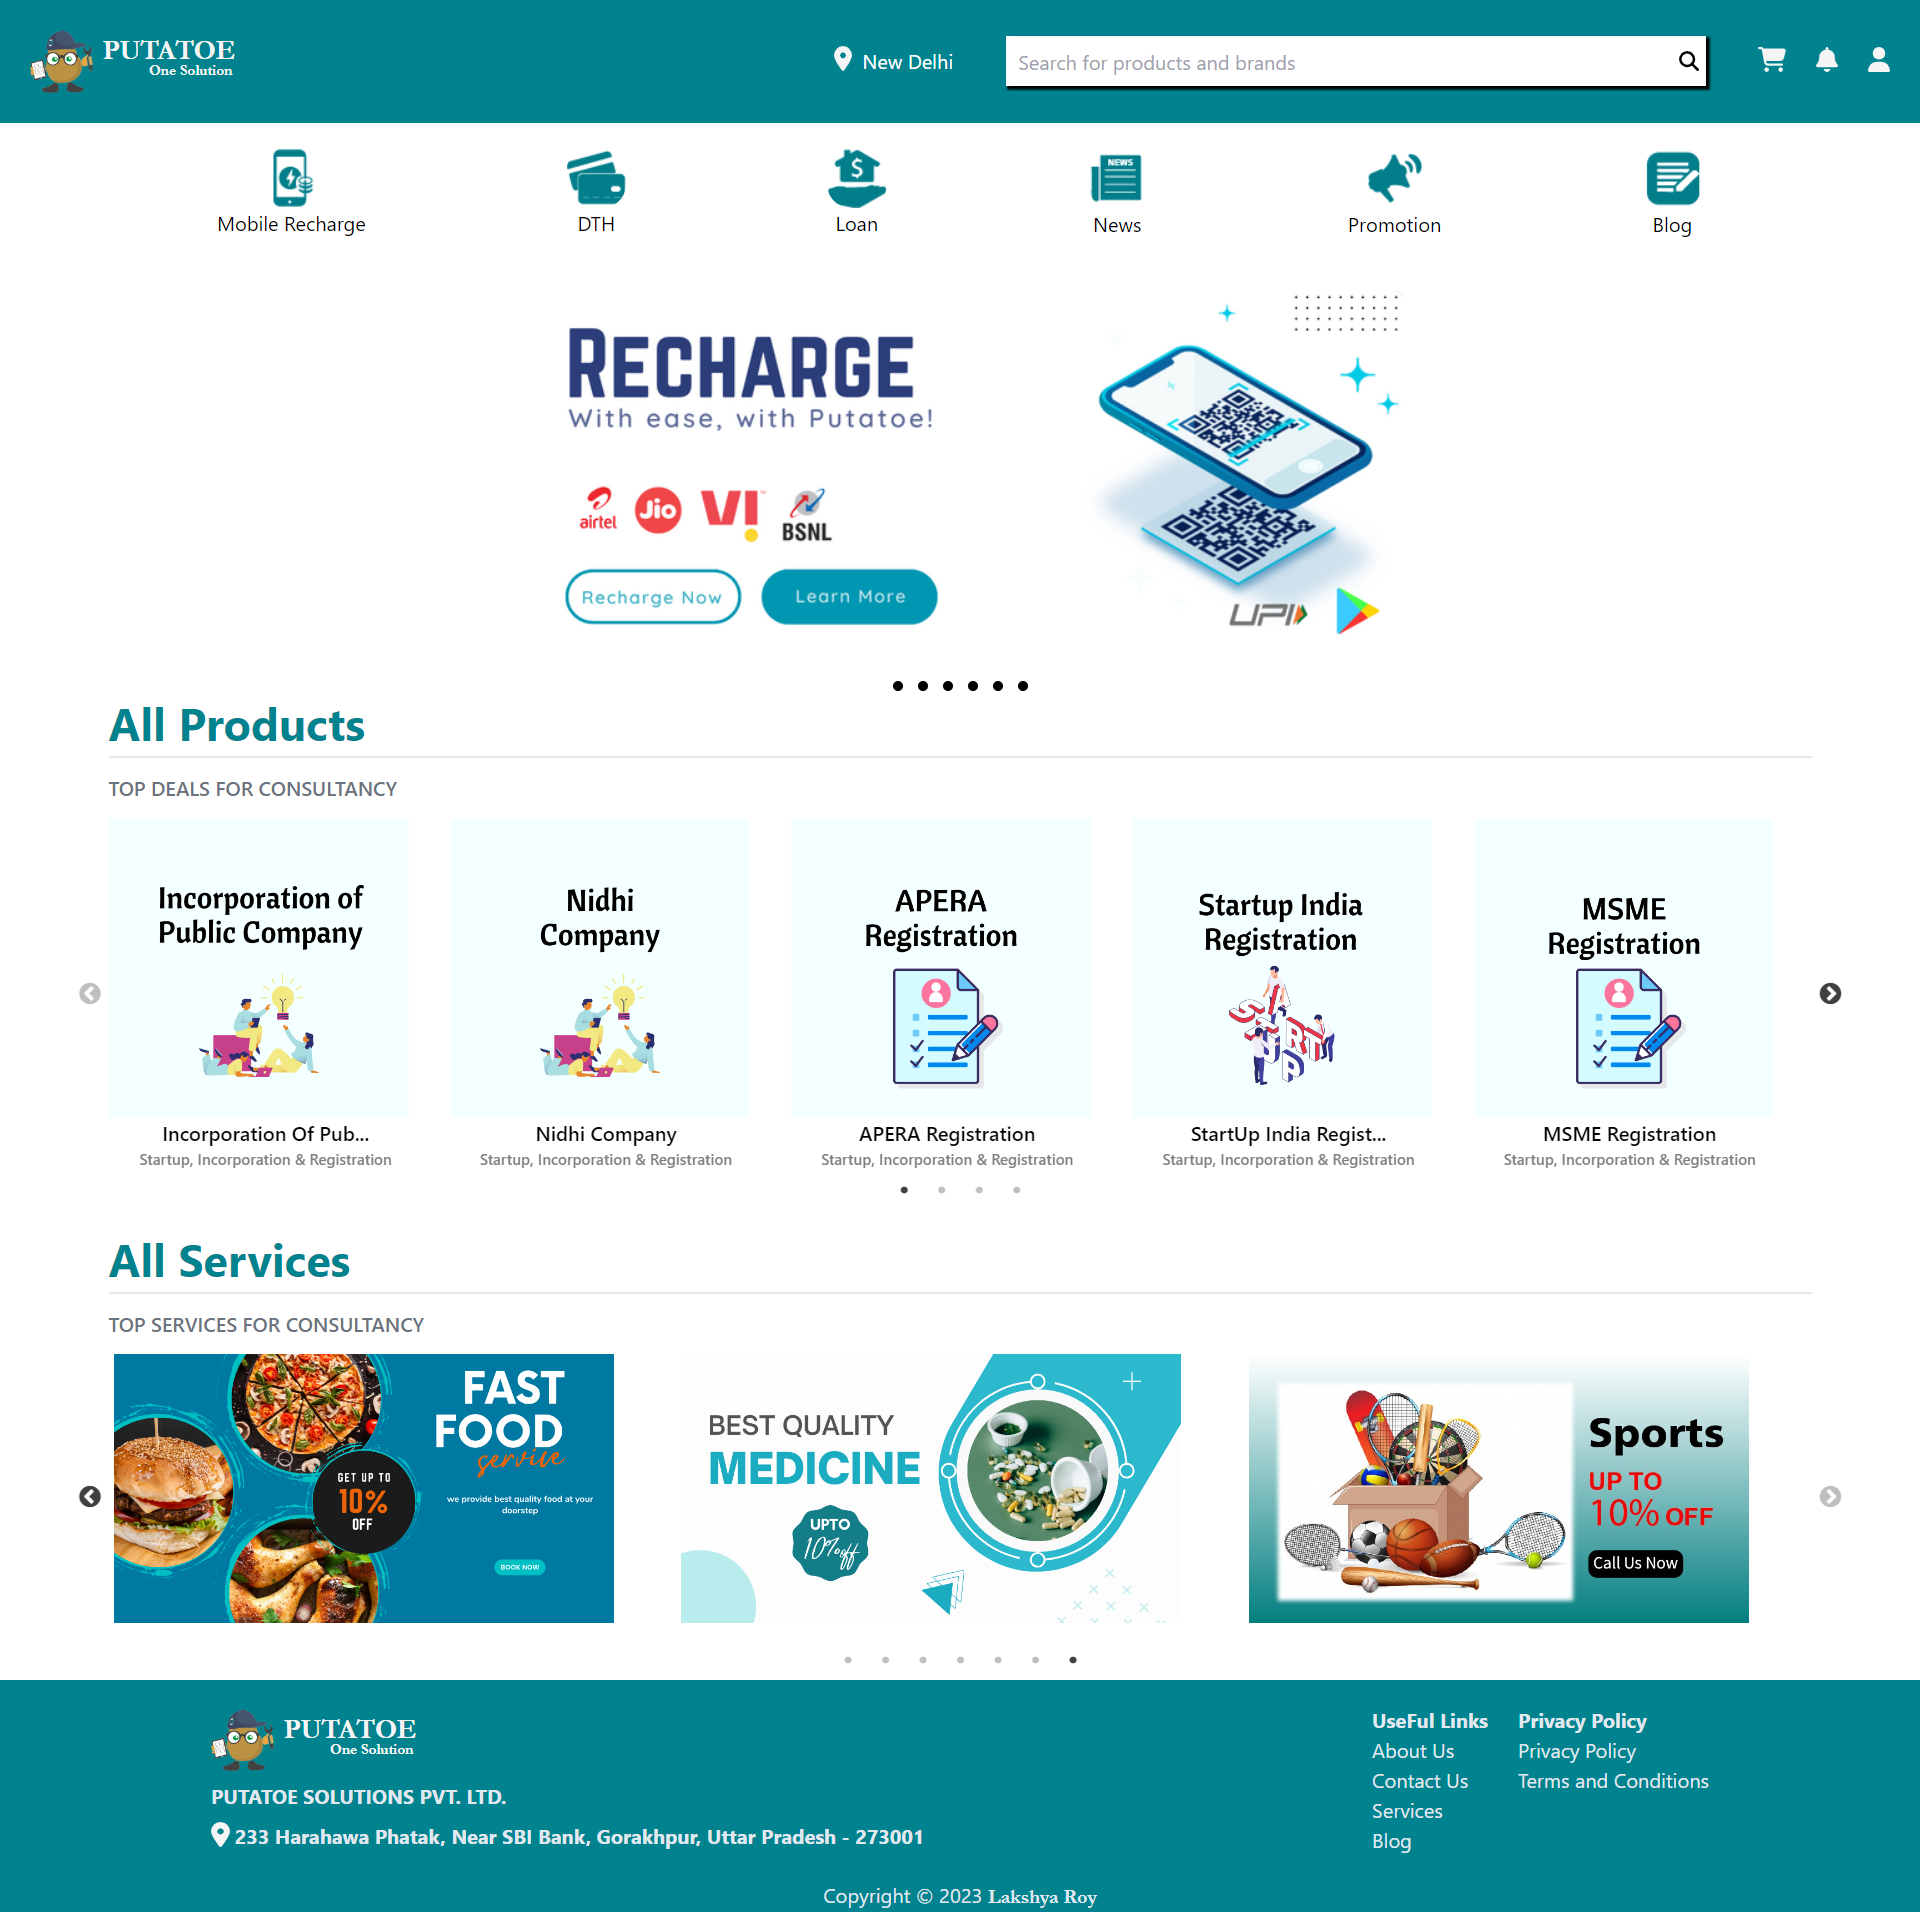 PUTATOE
One Solution
New Delhi
Search for products and brands
Mobile Recharge
DTH
Loan
NEWS
News
Promotion
Blog
RECHARGE
With ease, with Putatoe!
airtel
Jio
VI
BSNL
Recharge Now
Learn More
UPI
All Products
TOP DEALS FOR CONSULTANCY
Incorporation of
Public Company
Nidhi
Company
APERA
Registration
Startup India
Registration
START
UP
MSME
Registration
Incorporation Of Pub...
Startup, Incorporation & Registration
Nidhi Company
Startup, Incorporation & Registration
APERA Registration
Startup, Incorporation & Registration
StartUp India Regist...
Startup, Incorporation & Registration
MSME Registration
Startup, Incorporation & Registration
All Services
TOP SERVICES FOR CONSULTANCY
FAST
FOOD
service
GET UP TO
10%
OFF
we provide best quality food at your
doorstep
BOOK NOW
BEST QUALITY
MEDICINE
UPTO
10% off
Sports
UP TO
10% OFF
Call Us Now
PUTATOE
One Solution
PUTATOE SOLUTIONS PVT. LTD.
233 Harahawa Phatak, Near SBI Bank, Gorakhpur, Uttar Pradesh - 273001
UseFul Links
About Us
Contact Us
Services
Blog
Privacy Policy
Privacy Policy
Terms and Conditions
Copyright © 2023 Lakshya Roy